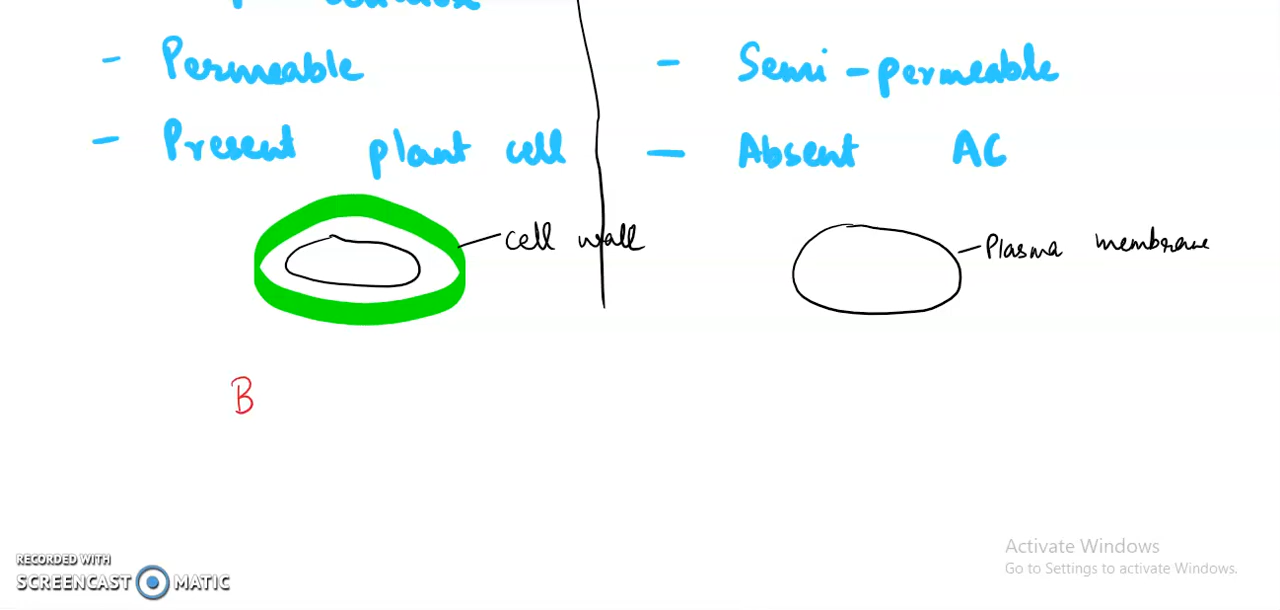 - Permeable
- Semi-permeable
- Present plant cell
- Absent AC
cell wall
Plasma membrane
B
Activate Windows
Go to Settings to activate Windows.
RECORDED WITH
SCREENCAST MATIC